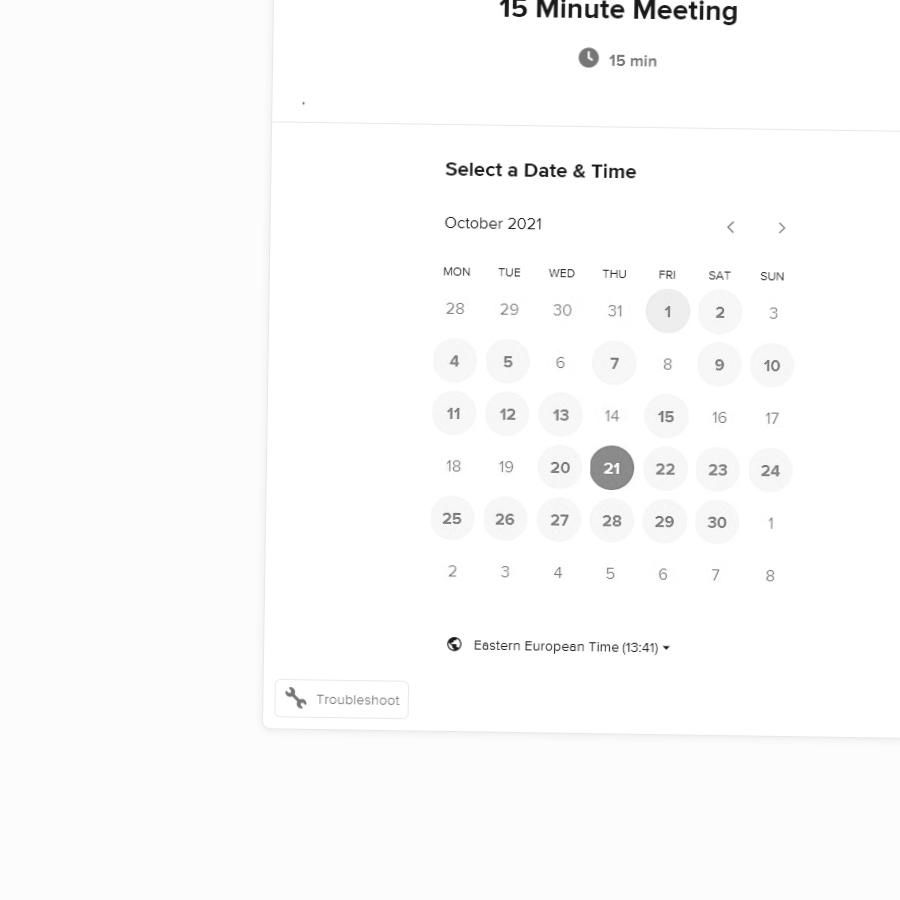 15 Minute Meeting
15 min
.
Select a Date & Time
October 2021
MON TUE WED THU FRI SAT SUN
28 29 30 31 1 2 3
4 5 6 7 8 9 10
11 12 13 14 15 16 17
18 19 20 21 22 23 24
25 26 27 28 29 30 1
2 3 4 5 6 7 8
Eastern European Time (13:41)
Troubleshoot